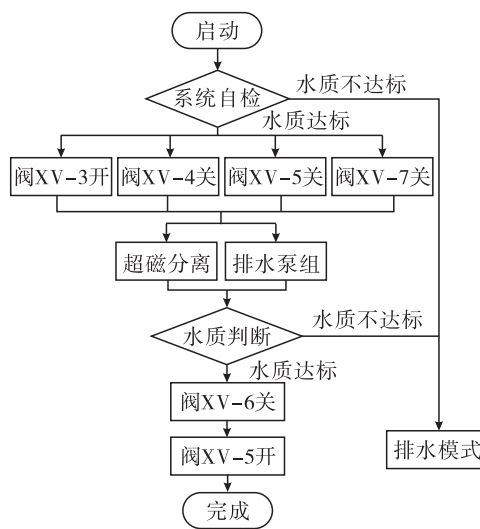 启动
系统自检
水质不达标
水质达标
阀XV-3开
阀XV-4关
阀XV-5关
阀XV-7关
超磁分离
排水泵组
水质判断
水质不达标
水质达标
阀XV-6关
阀XV-5开
排水模式
完成